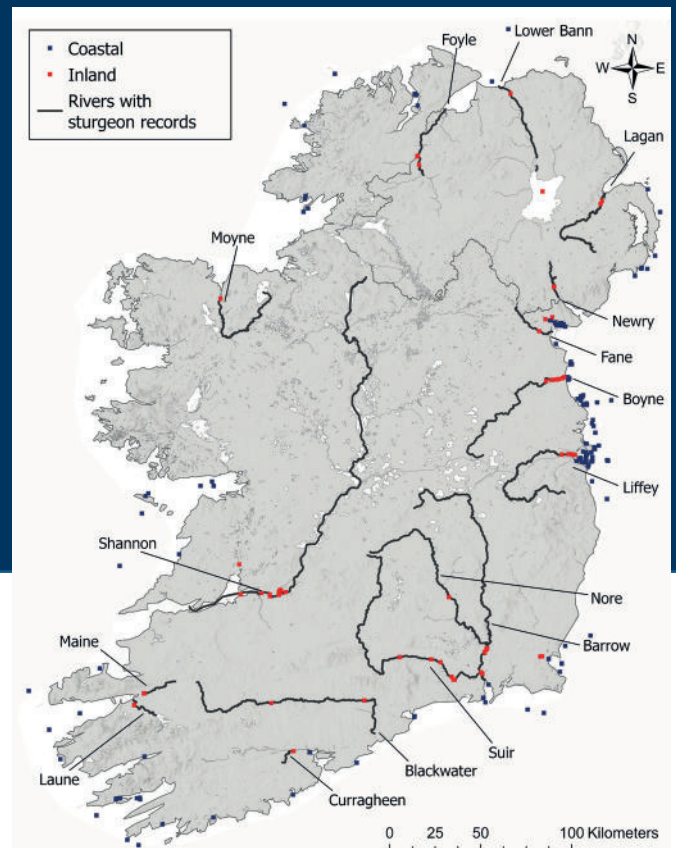 Coastal
Inland
Rivers with
sturgeon records
Foyle
Lower Bann
N
W E
S
Lagan
Moyne
Newry
Fane
Boyne
Liffey
Shannon
Nore
Barrow
Maine
Suir
Laune
Blackwater
Curragheen
0 25 50 100 Kilometers